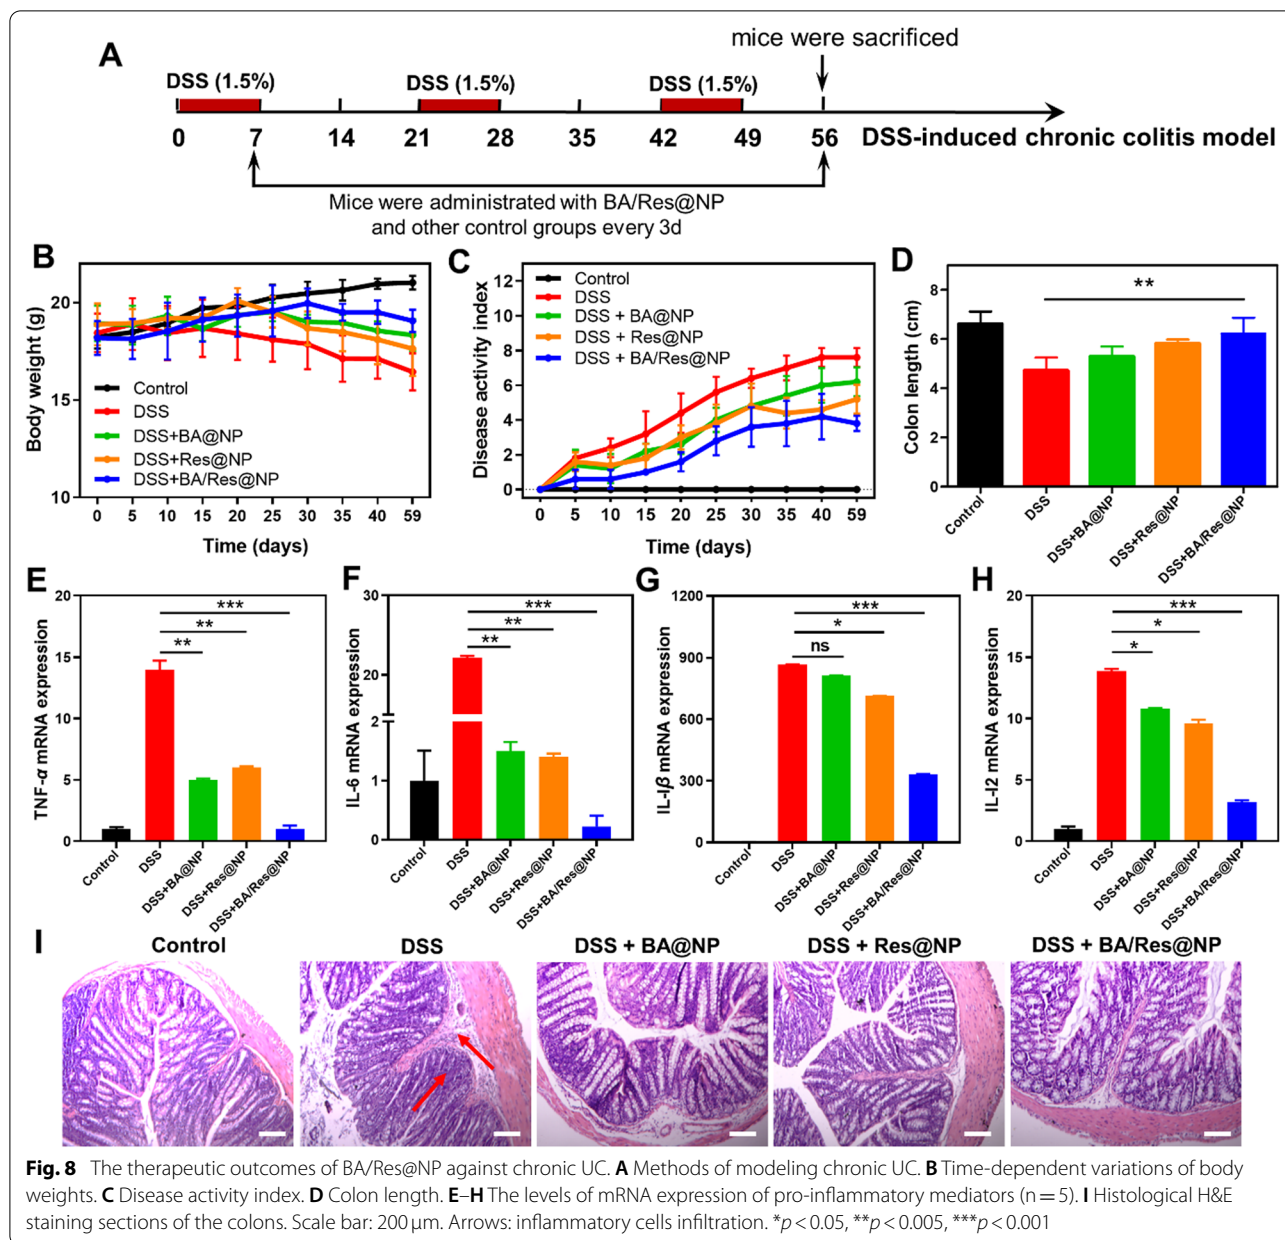 A
mice were sacrificed
DSS (1.5%) DSS (1.5%) DSS (1.5%)
0 7 14 21 28 35 42 49 56 DSS-induced chronic colitis model
Mice were administrated with BA/Res@NP
and other control groups every 3d
B
Body weight (g)
20
15
10
Control
DSS
DSS+BA@NP
DSS+Res@NP
DSS+BA/Res@NP
0 5 10 15 20 25 30 35 40 59
Time (days)
C
Disease activity index
12
10
8
6
4
2
0
Control
DSS
DSS + BA@NP
DSS + Res@NP
DSS + BA/Res@NP
0 5 10 15 20 25 30 35 40 59
Time (days)
D
Colon length (cm)
8
6
4
2
0
**
Control
DSS
DSS+BA@NP
DSS+Res@NP
DSS+BA/Res@NP
E
TNF-α mRNA expression
20
15
10
5
0
***
**
**
Control
DSS
DSS+BA@NP
DSS+Res@NP
DSS+BA/Res@NP
F
IL-6 mRNA expression
30
20
2
1
0
***
**
**
Control
DSS
DSS+BA@NP
DSS+Res@NP
DSS+BA/Res@NP
G
IL-Iβ mRNA expression
1200
900
600
300
0
***
*
ns
Control
DSS
DSS+BA@NP
DSS+Res@NP
DSS+BA/Res@NP
H
IL-I2 mRNA expression
20
15
10
5
0
***
*
*
Control
DSS
DSS+BA@NP
DSS+Res@NP
DSS+BA/Res@NP
I
Control DSS DSS + BA@NP DSS + Res@NP DSS + BA/Res@NP
Fig. 8 The therapeutic outcomes of BA/Res@NP against chronic UC. A Methods of modeling chronic UC. B Time-dependent variations of body
weights. C Disease activity index. D Colon length. E–H The levels of mRNA expression of pro-inflammatory mediators (n = 5). I Histological H&E
staining sections of the colons. Scale bar: 200 μm. Arrows: inflammatory cells infiltration. *p < 0.05, **p < 0.005, ***p < 0.001